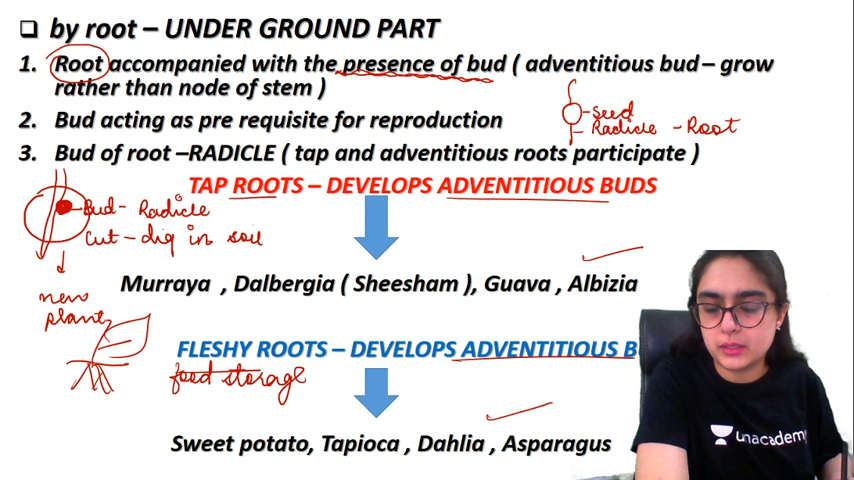 by root – UNDER GROUND PART
1. Root accompanied with the presence of bud ( adventitious bud – grow
rather than node of stem )
2. Bud acting as pre requisite for reproduction
seed
Radicle - Root
3. Bud of root –RADICLE ( tap and adventitious roots participate )
TAP ROOTS – DEVELOPS ADVENTITIOUS BUDS
Bud - Radicle
Cut - dig in soil
Murraya , Dalbergia ( Sheesham ), Guava , Albizia
new
plant
FLESHY ROOTS – DEVELOPS ADVENTITIOUS B
food storage
Sweet potato, Tapioca , Dahlia , Asparagus
unacademy